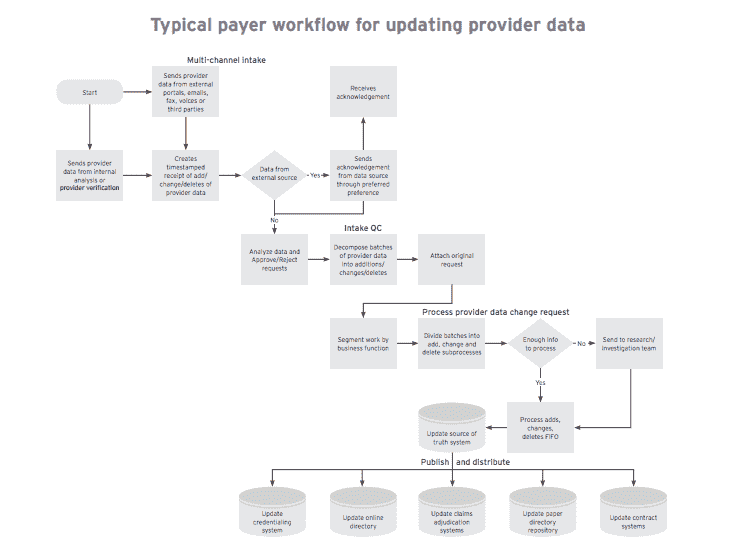 Typical payer workflow for updating provider data
Multi-channel intake
Start
Sends provider
data from external
portals, emails,
fax, voices or
third parties
Receives
acknowledgement
Sends provider
data from internal
analysis or
provider verification
Creates
timestamped
receipt of add/
change/deletes of
provider data
Data from
external source
Yes
Sends
acknowledgement
from data source
through preferred
preference
No
Intake QC
Analyze data and
Approve/Reject
requests
Decompose batches
of provider data
into additions/
changes/deletes
Attach original
request
Process provider data change request
Segment work by
business function
Divide batches into
add, change and
delete subprocesses
Enough info
to process
No
Send to research/
investigation team
Yes
Update source of
truth system
Process adds,
changes,
deletes FIFO
Publish and distribute
Update
credentialing
system
Update online
directory
Update claims
adjudication
systems
Update paper
directory
repository
Update contract
systems